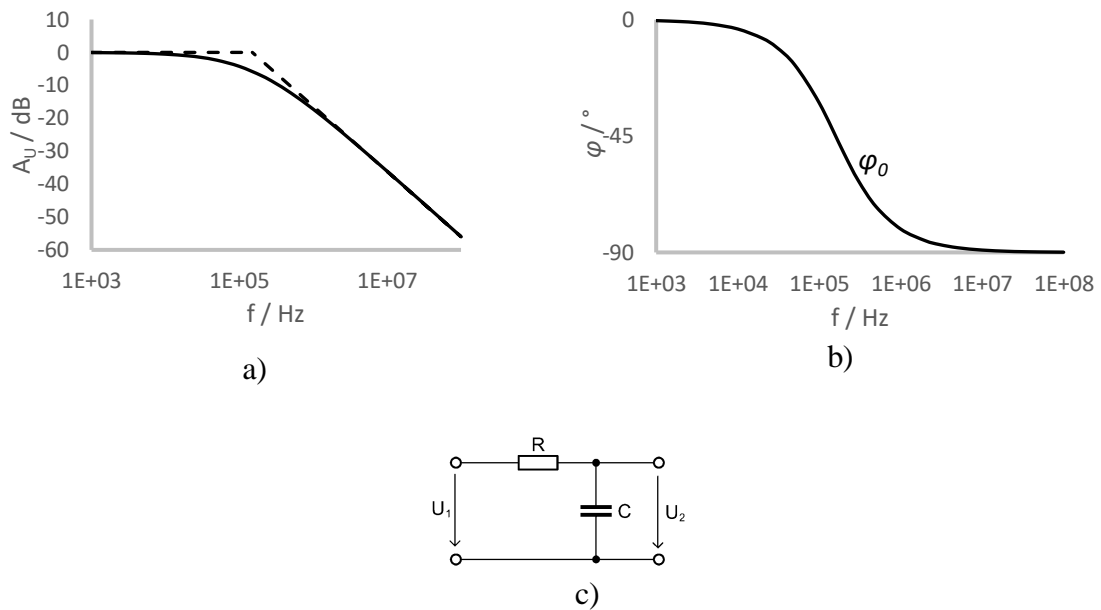 10
0
-10
-20
-30
-40
-50
-60
A_U / dB
1E+03 1E+05 1E+07
f / Hz
a)
0
-45
-90
φ / °
φ_0
1E+03 1E+04 1E+05 1E+06 1E+07 1E+08
f / Hz
b)
R
U_1
C
U_2
c)